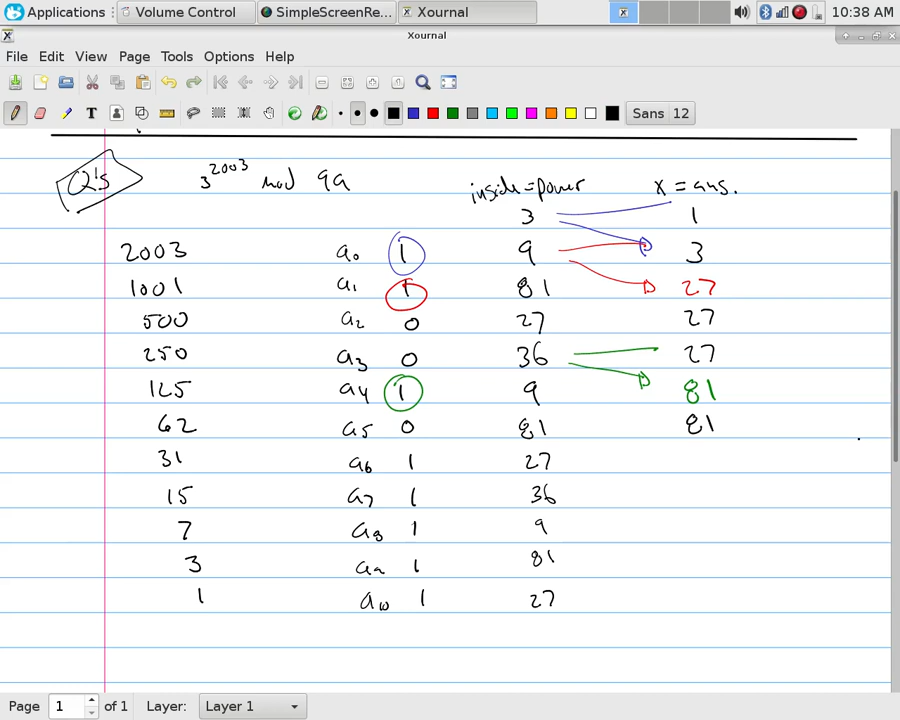 Applications Volume Control SimpleScreenRe... Xournal 10:38 AM
Xournal
File Edit View Page Tools Options Help
T Sans 12
Q's 3^2003 mod 99 inside = power x = ans.
3 1
2003 a0 1 9 3
1001 a1 1 81 27
500 a2 0 27 27
250 a3 0 36 27
125 a4 1 9 81
62 a5 0 81 81
31 a6 1 27
15 a7 1 36
7 a8 1 9
3 a9 1 81
1 a10 1 27
Page 1 of 1 Layer: Layer 1